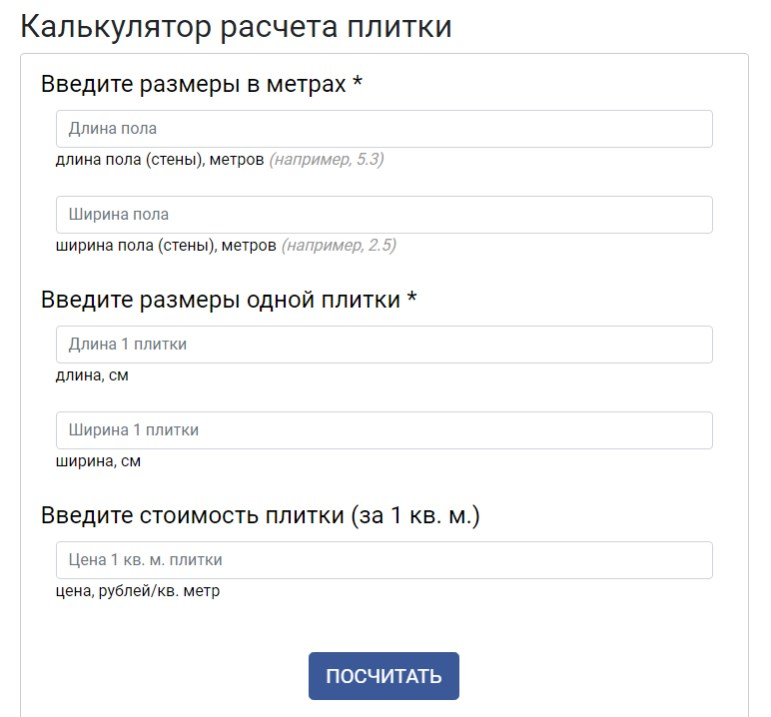 Калькулятор расчета плитки
Введите размеры в метрах *
Длина пола
длина пола (стены), метров (например, 5.3)
Ширина пола
ширина пола (стены), метров (например, 2.5)
Введите размеры одной плитки *
Длина 1 плитки
длина, см
Ширина 1 плитки
ширина, см
Введите стоимость плитки (за 1 кв. м.)
Цена 1 кв. м. плитки
цена, рублей/кв. метр
ПОСЧИТАТЬ